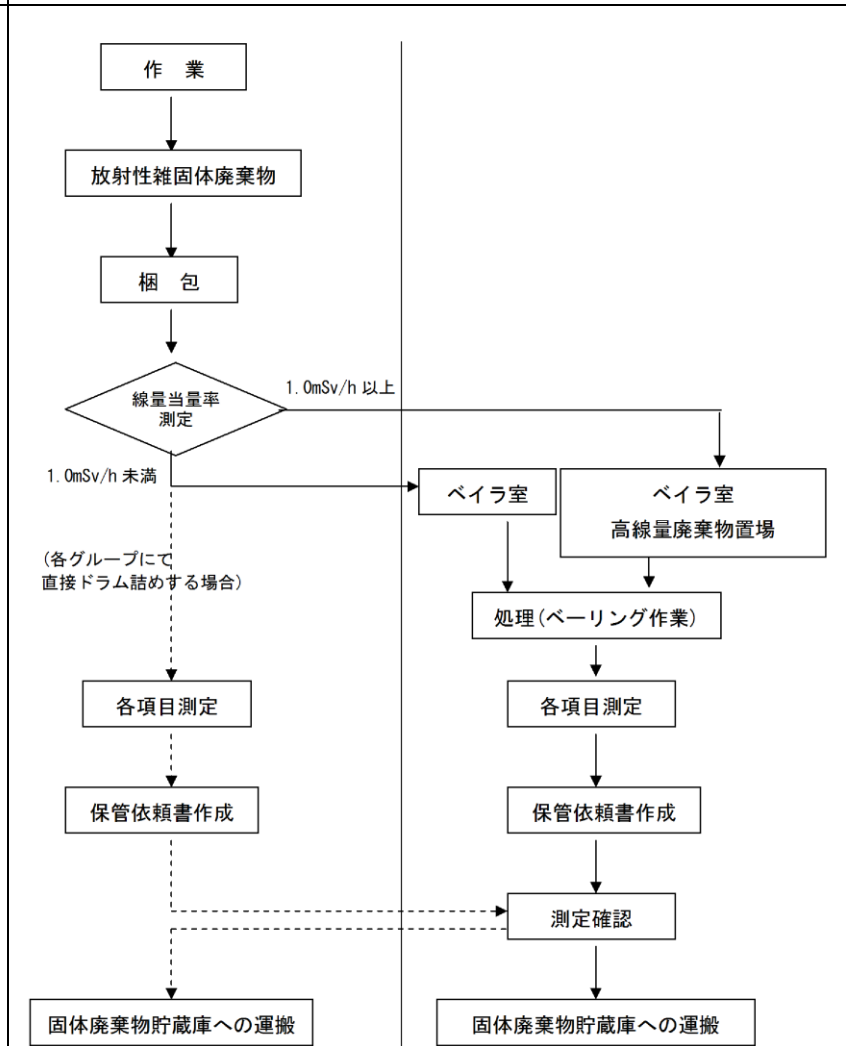 作　業
放射性雑固体廃棄物
梱　包
線量当量率
測定
1.0mSv/h 以上
1.0mSv/h 未満
ベイラ室
ベイラ室
高線量廃棄物置場
(各グループにて
直接ドラム詰めする場合)
処理(ベーリング作業)
各項目測定
各項目測定
保管依頼書作成
保管依頼書作成
測定確認
固体廃棄物貯蔵庫への運搬
固体廃棄物貯蔵庫への運搬